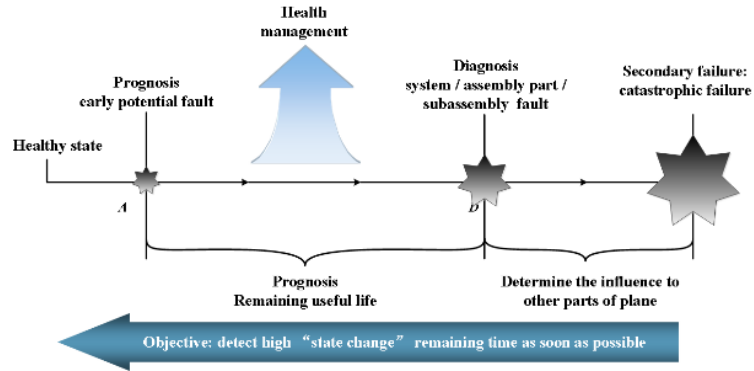 Health
management
Prognosis
early potential fault
Diagnosis
system / assembly part /
subassembly fault
Secondary failure:
catastrophic failure
Healthy state
A
Prognosis
Remaining useful life
Determine the influence to
other parts of plane
Objective: detect high “state change” remaining time as soon as possible